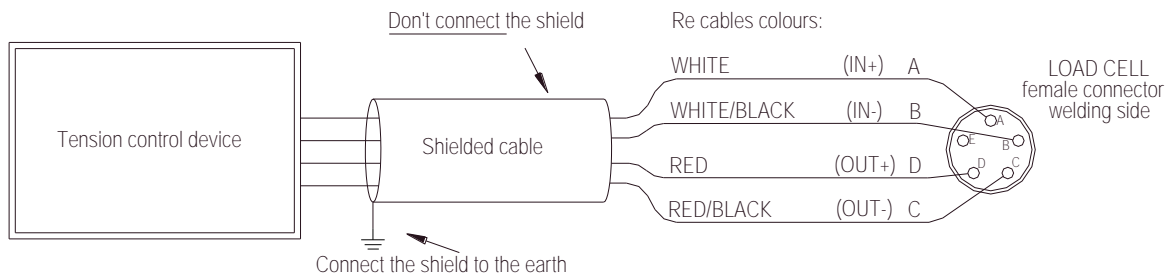 Don't connect the shield
Re cables colours:
WHITE (IN+) A
LOAD CELL
female connector
welding side
WHITE/BLACK (IN-) B
Tension control device
Shielded cable
RED (OUT+) D
RED/BLACK (OUT-) C
A
E
B
D
C
Connect the shield to the earth